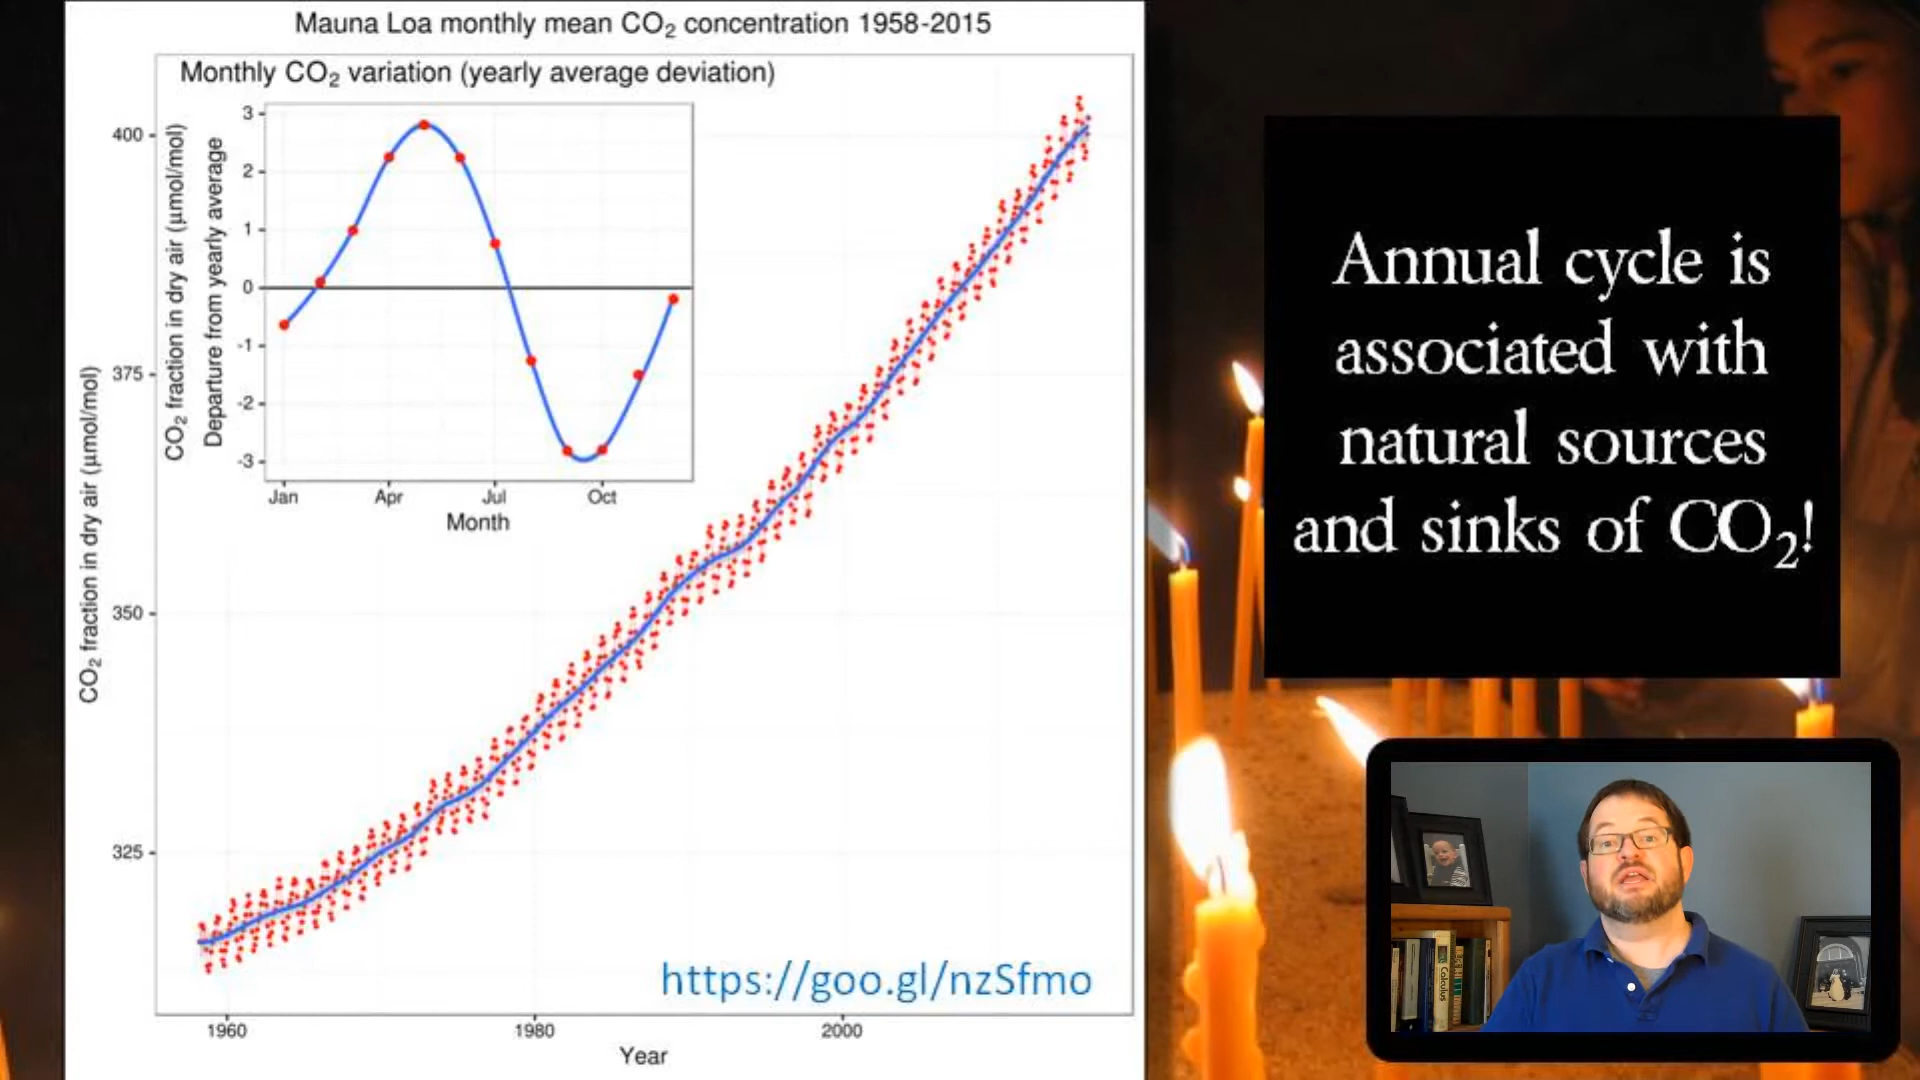 Mauna Loa monthly mean CO₂ concentration 1958-2015
Monthly CO₂ variation (yearly average deviation)
CO₂ fraction in dry air (μmol/mol)
Departure from yearly average
3
2
1
0
-1
-2
-3
Jan
Apr
Jul
Oct
Month
CO₂ fraction in dry air (μmol/mol)
400
375
350
325
1960
1980
2000
Year
https://goo.gl/nzSfmo
Annual cycle is
associated with
natural sources
and sinks of CO₂!
Calculus